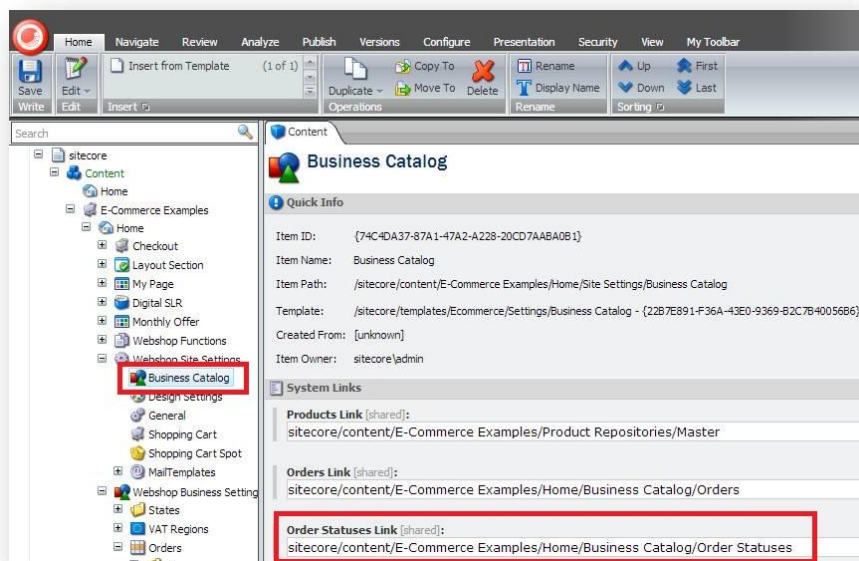 Home Navigate Review Analyze Publish Versions Configure Presentation Security View My Toolbar
Save Edit Insert from Template (1 of 1) Duplicate Copy To Move To Delete Rename Display Name Up Down First Last
Write Edit Insert Operations Rename Sorting
Search
Content
sitecore
Content
Home
E-Commerce Examples
Home
Checkout
Layout Section
My Page
Digital SLR
Monthly Offer
Webshop Functions
Webshop Site Settings
Business Catalog
Design Settings
General
Shopping Cart
Shopping Cart Spot
MailTemplates
Webshop Business Setting
States
VAT Regions
Orders
Business Catalog
Quick Info
Item ID: {74C4DA37-87A1-47A2-A228-20CD7AABA0B1}
Item Name: Business Catalog
Item Path: /sitecore/content/E-Commerce Examples/Home/Site Settings/Business Catalog
Template: /sitecore/templates/Ecommerce/Settings/Business Catalog - {22B7E891-F36A-43E0-9369-B2C7B40056B6}
Created From: [unknown]
Item Owner: sitecore\admin
System Links
Products Link [shared]:
sitecore/content/E-Commerce Examples/Product Repositories/Master
Orders Link [shared]:
sitecore/content/E-Commerce Examples/Home/Business Catalog/Orders
Order Statuses Link [shared]:
sitecore/content/E-Commerce Examples/Home/Business Catalog/Order Statuses